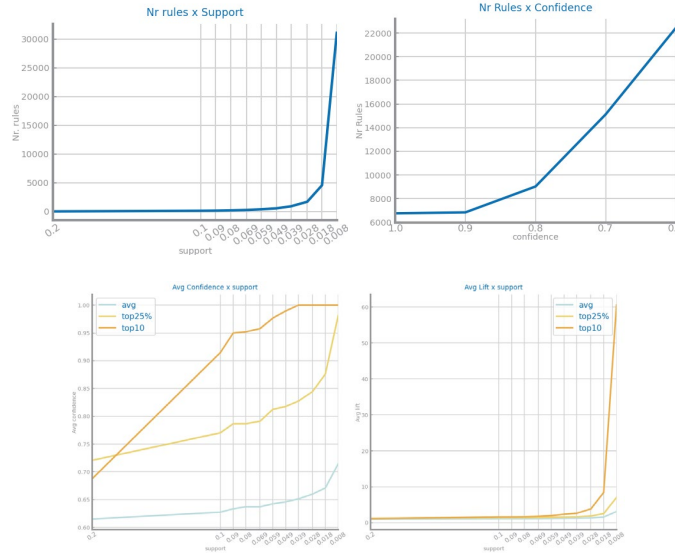 Nr rules x Support
30000
25000
20000
15000
10000
5000
0
Nr. rules
0.2 0.1 0.09 0.08 0.069 0.059 0.049 0.039 0.028 0.018 0.008
support
Nr Rules x Confidence
22000
20000
18000
16000
14000
12000
10000
8000
6000
Nr Rules
1.0 0.9 0.8 0.7
confidence
Avg Confidence x support
avg
top25%
top10
1.00
0.95
0.90
0.85
0.80
0.75
0.70
0.65
0.60
Avg confidence
0.2 0.1 0.09 0.08 0.069 0.059 0.049 0.039 0.028 0.018 0.008
support
Avg Lift x support
avg
top25%
top10
60
50
40
30
20
10
0
Avg lift
0.2 0.1 0.09 0.08 0.069 0.059 0.049 0.039 0.028 0.018 0.008
support